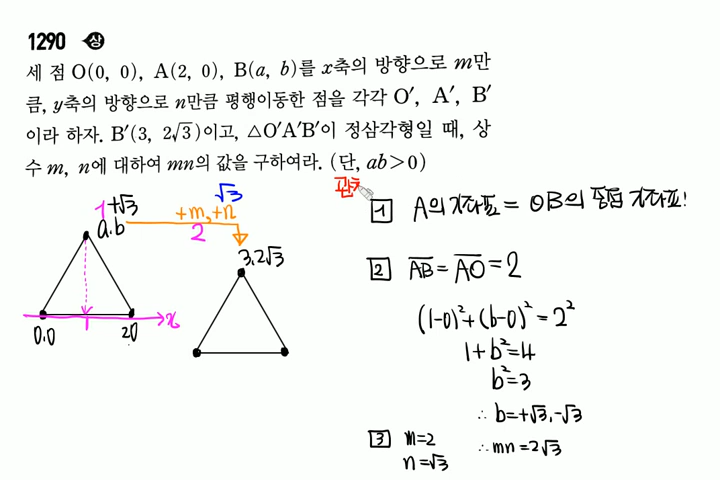 1290 상
세 점 O(0, 0), A(2, 0), B(a, b)를 x축의 방향으로 m만
큼, y축의 방향으로 n만큼 평행이동한 점을 각각 O′, A′, B′
이라 하자. B′(3, 2√3)이고, △O′A′B′이 정삼각형일 때, 상
수 m, n에 대하여 mn의 값을 구하여라. (단, ab>0)
1 +√3
a.b
+m, +n
√3
2
3.2√3
0.0
1
2.0
x
1 A의 x좌표 = OB의 중점 x좌표!
2 AB = AO = 2
(1-0)²+(b-0)²=2²
1+b²=4
b²=3
∴ b=+√3.-√3
3 m=2
n=√3
∴mn=2√3